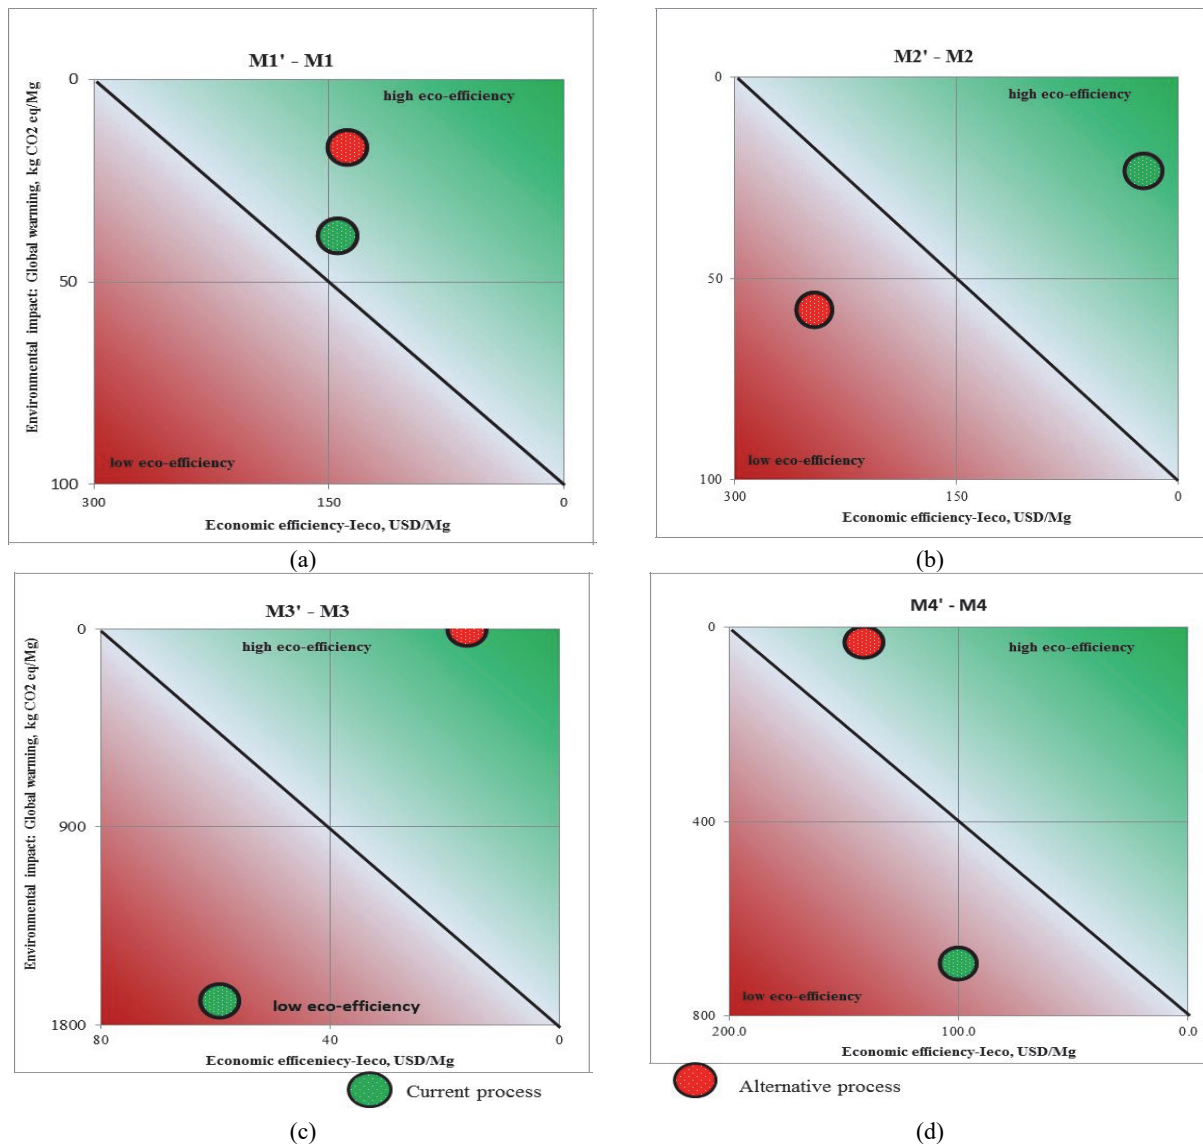 M1' - M1
Environmental impact: Global warming, kg CO2 eq/Mg
0
50
100
high eco-efficiency
low eco-efficiency
300
150
0
Economic efficiency-Ieco, USD/Mg
(a)
M2' - M2
0
50
100
high eco-efficiency
low eco-efficiency
300
150
0
Economic efficiency-Ieco, USD/Mg
(b)
M3' - M3
Environmental impact: Global warming, kg CO2 eq/Mg)
0
900
1800
high eco-efficiency
low eco-efficiency
80
40
0
Economic efficeniecy-Ieco, USD/Mg
Current process
(c)
M4' - M4
0
400
800
high eco-efficiency
low eco-efficiency
200.0
100.0
0.0
Economic efficiency-Ieco, USD/Mg
Alternative process
(d)